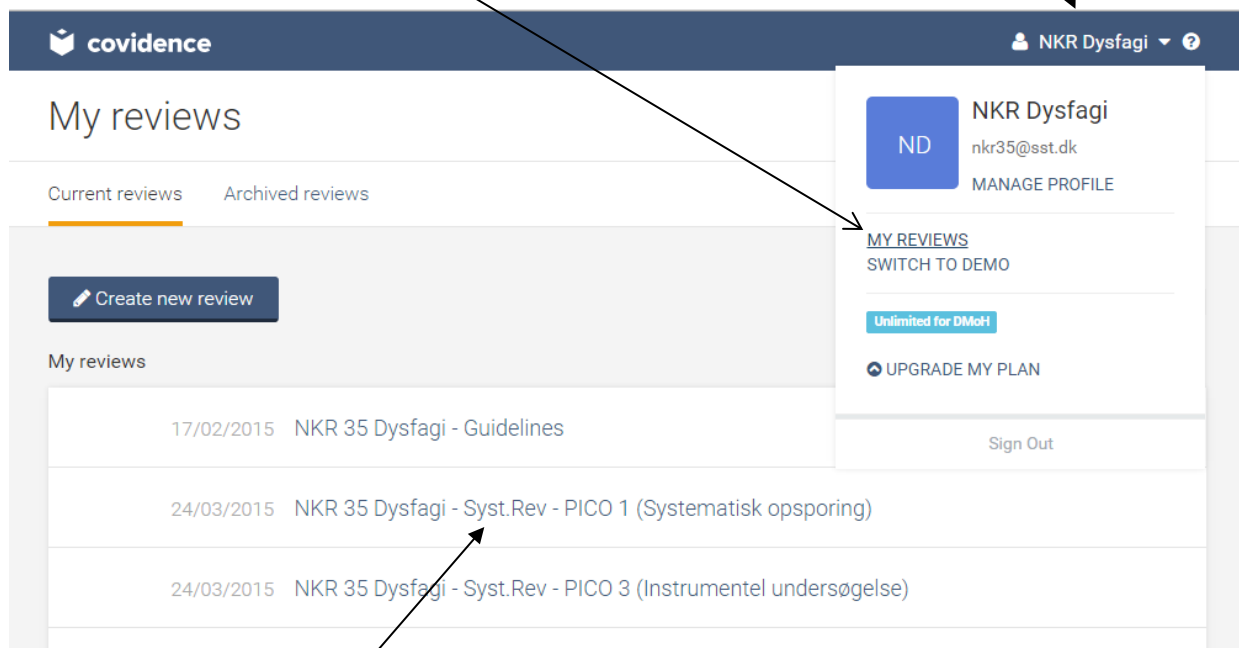 covidence
NKR Dysfagi
My reviews
ND
NKR Dysfagi
nkr35@sst.dk
MANAGE PROFILE
Current reviews Archived reviews
MY REVIEWS
SWITCH TO DEMO
Create new review
Unlimited for DMoH
My reviews
UPGRADE MY PLAN
17/02/2015 NKR 35 Dysfagi - Guidelines
Sign Out
24/03/2015 NKR 35 Dysfagi - Syst.Rev - PICO 1 (Systematisk opsporing)
24/03/2015 NKR 35 Dysfagi - Syst.Rev - PICO 3 (Instrumentel undersøgelse)